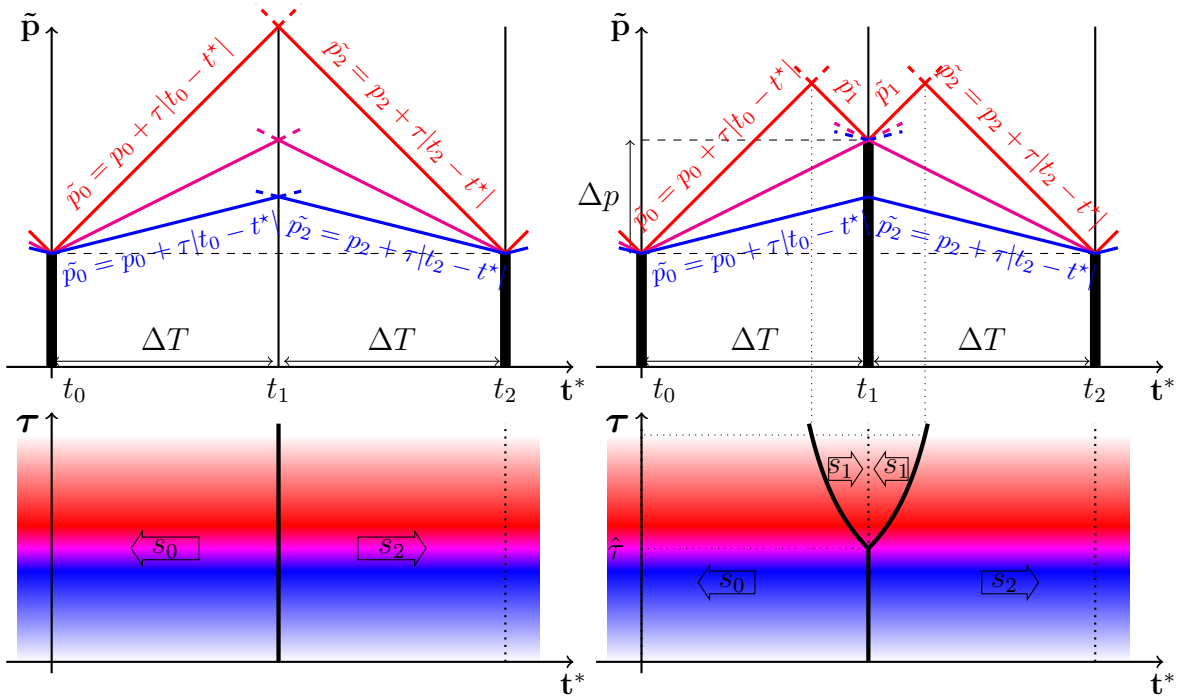 p̃
p̃₀ = p₀ + τ|t₀ − t⋆|
p̃₂ = p₂ + τ|t₂ − t⋆|
p̃₀ = p₀ + τ|t₀ − t⋆|
p̃₂ = p₂ + τ|t₂ − t⋆|
ΔT
ΔT
t₀
t₁
t₂
t*
τ
s₀
s₂
t*
p̃
p̃₀ = p₀ + τ|t₀ − t⋆|
p̃₁
p̃₁
p̃₂ = p₂ + τ|t₂ − t⋆|
Δp
p̃₀ = p₀ + τ|t₀ − t⋆|
p̃₂ = p₂ + τ|t₂ − t⋆|
ΔT
ΔT
t₀
t₁
t₂
t*
τ
s₁
s₁
τ̂
s₀
s₂
t*